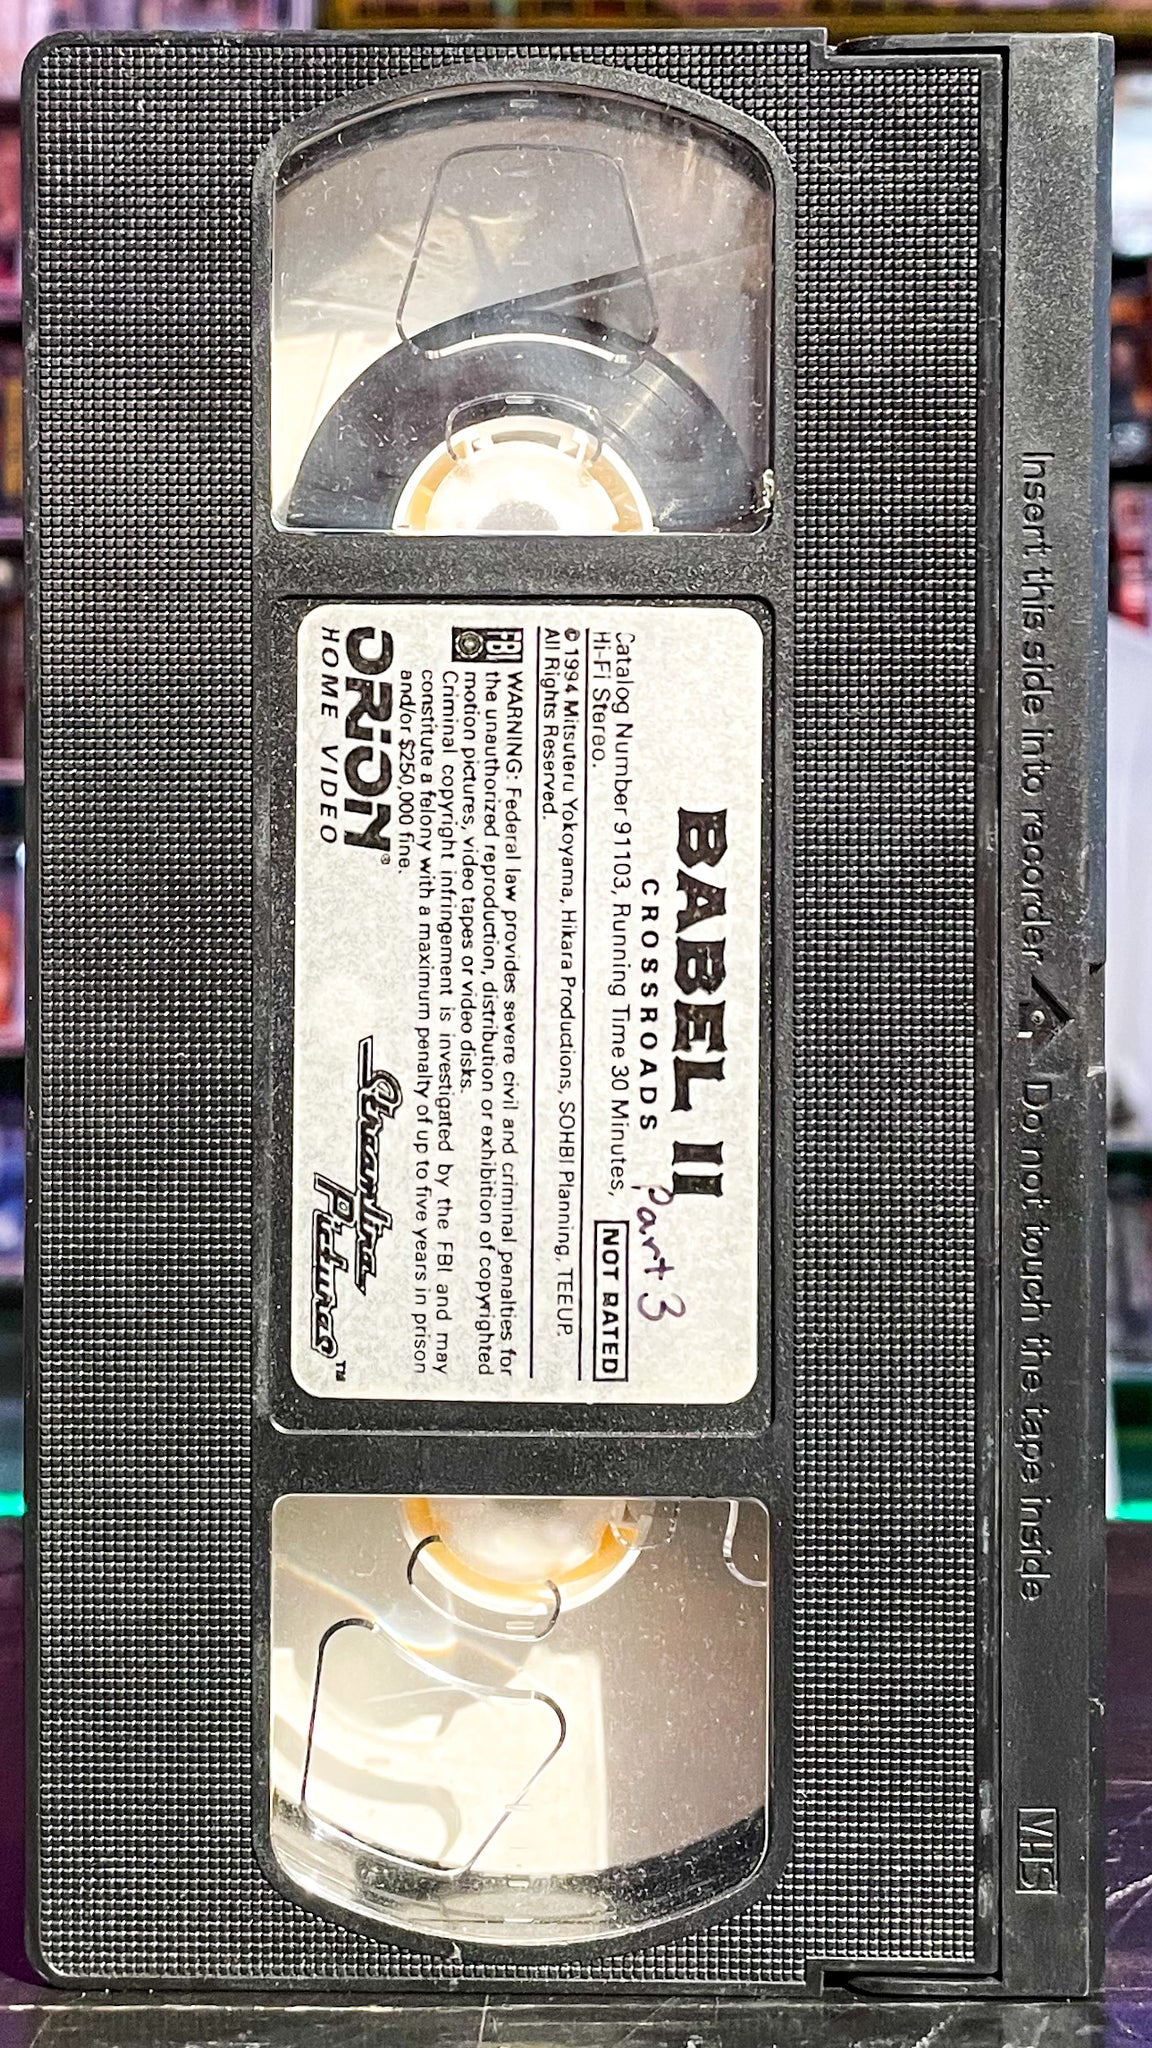 BABEL II
CROSSROADS Part 3
Catalog Number 91103, Running Time 30 Minutes, NOT RATED
Hi-Fi Stereo.
©1994 Mitsuteru Yokoyama, Hikara Productions, SOHBI Planning, TEEUP.
All Rights Reserved.
FBI WARNING: Federal law provides severe civil and criminal penalties for
the unauthorized reproduction, distribution or exhibition of copyrighted
motion pictures, video tapes or video disks.
Criminal copyright infringement is investigated by the FBI and may
constitute a felony with a maximum penalty of up to five years in prison
and/or $250,000 fine.
ORION®
HOME VIDEO
Streamline
Pictures™
Insert this side into recorder Do not touch the tape inside
VHS